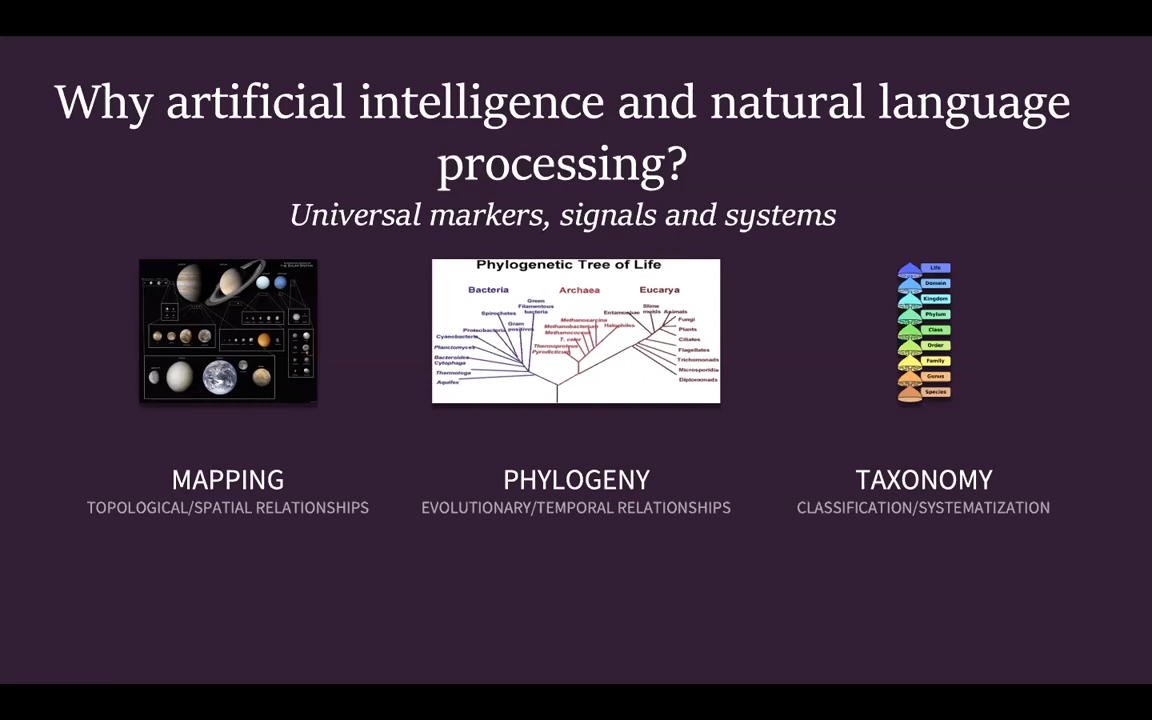 Why artificial intelligence and natural language
processing?
Universal markers, signals and systems
Phylogenetic Tree of Life
Bacteria
Archaea
Eucarya
Green
Filamentous
bacteria
Spirochetes
Gram
positives
Proteobacteria
Cyanobacteria
Planctomyces
Bacteroides
Cytophaga
Thermotoga
Aquifex
Methanosarcina
Methanobacterium
Halophiles
Methanococcus
T. celer
Thermoproteus
Pyrodicticum
Entamoebae
Slime
molds
Animals
Fungi
Plants
Ciliates
Flagellates
Trichomonads
Microsporidia
Diplomonads
Life
Domain
Kingdom
Phylum
Class
Order
Family
Genus
Species
MAPPING
TOPOLOGICAL/SPATIAL RELATIONSHIPS
PHYLOGENY
EVOLUTIONARY/TEMPORAL RELATIONSHIPS
TAXONOMY
CLASSIFICATION/SYSTEMATIZATION